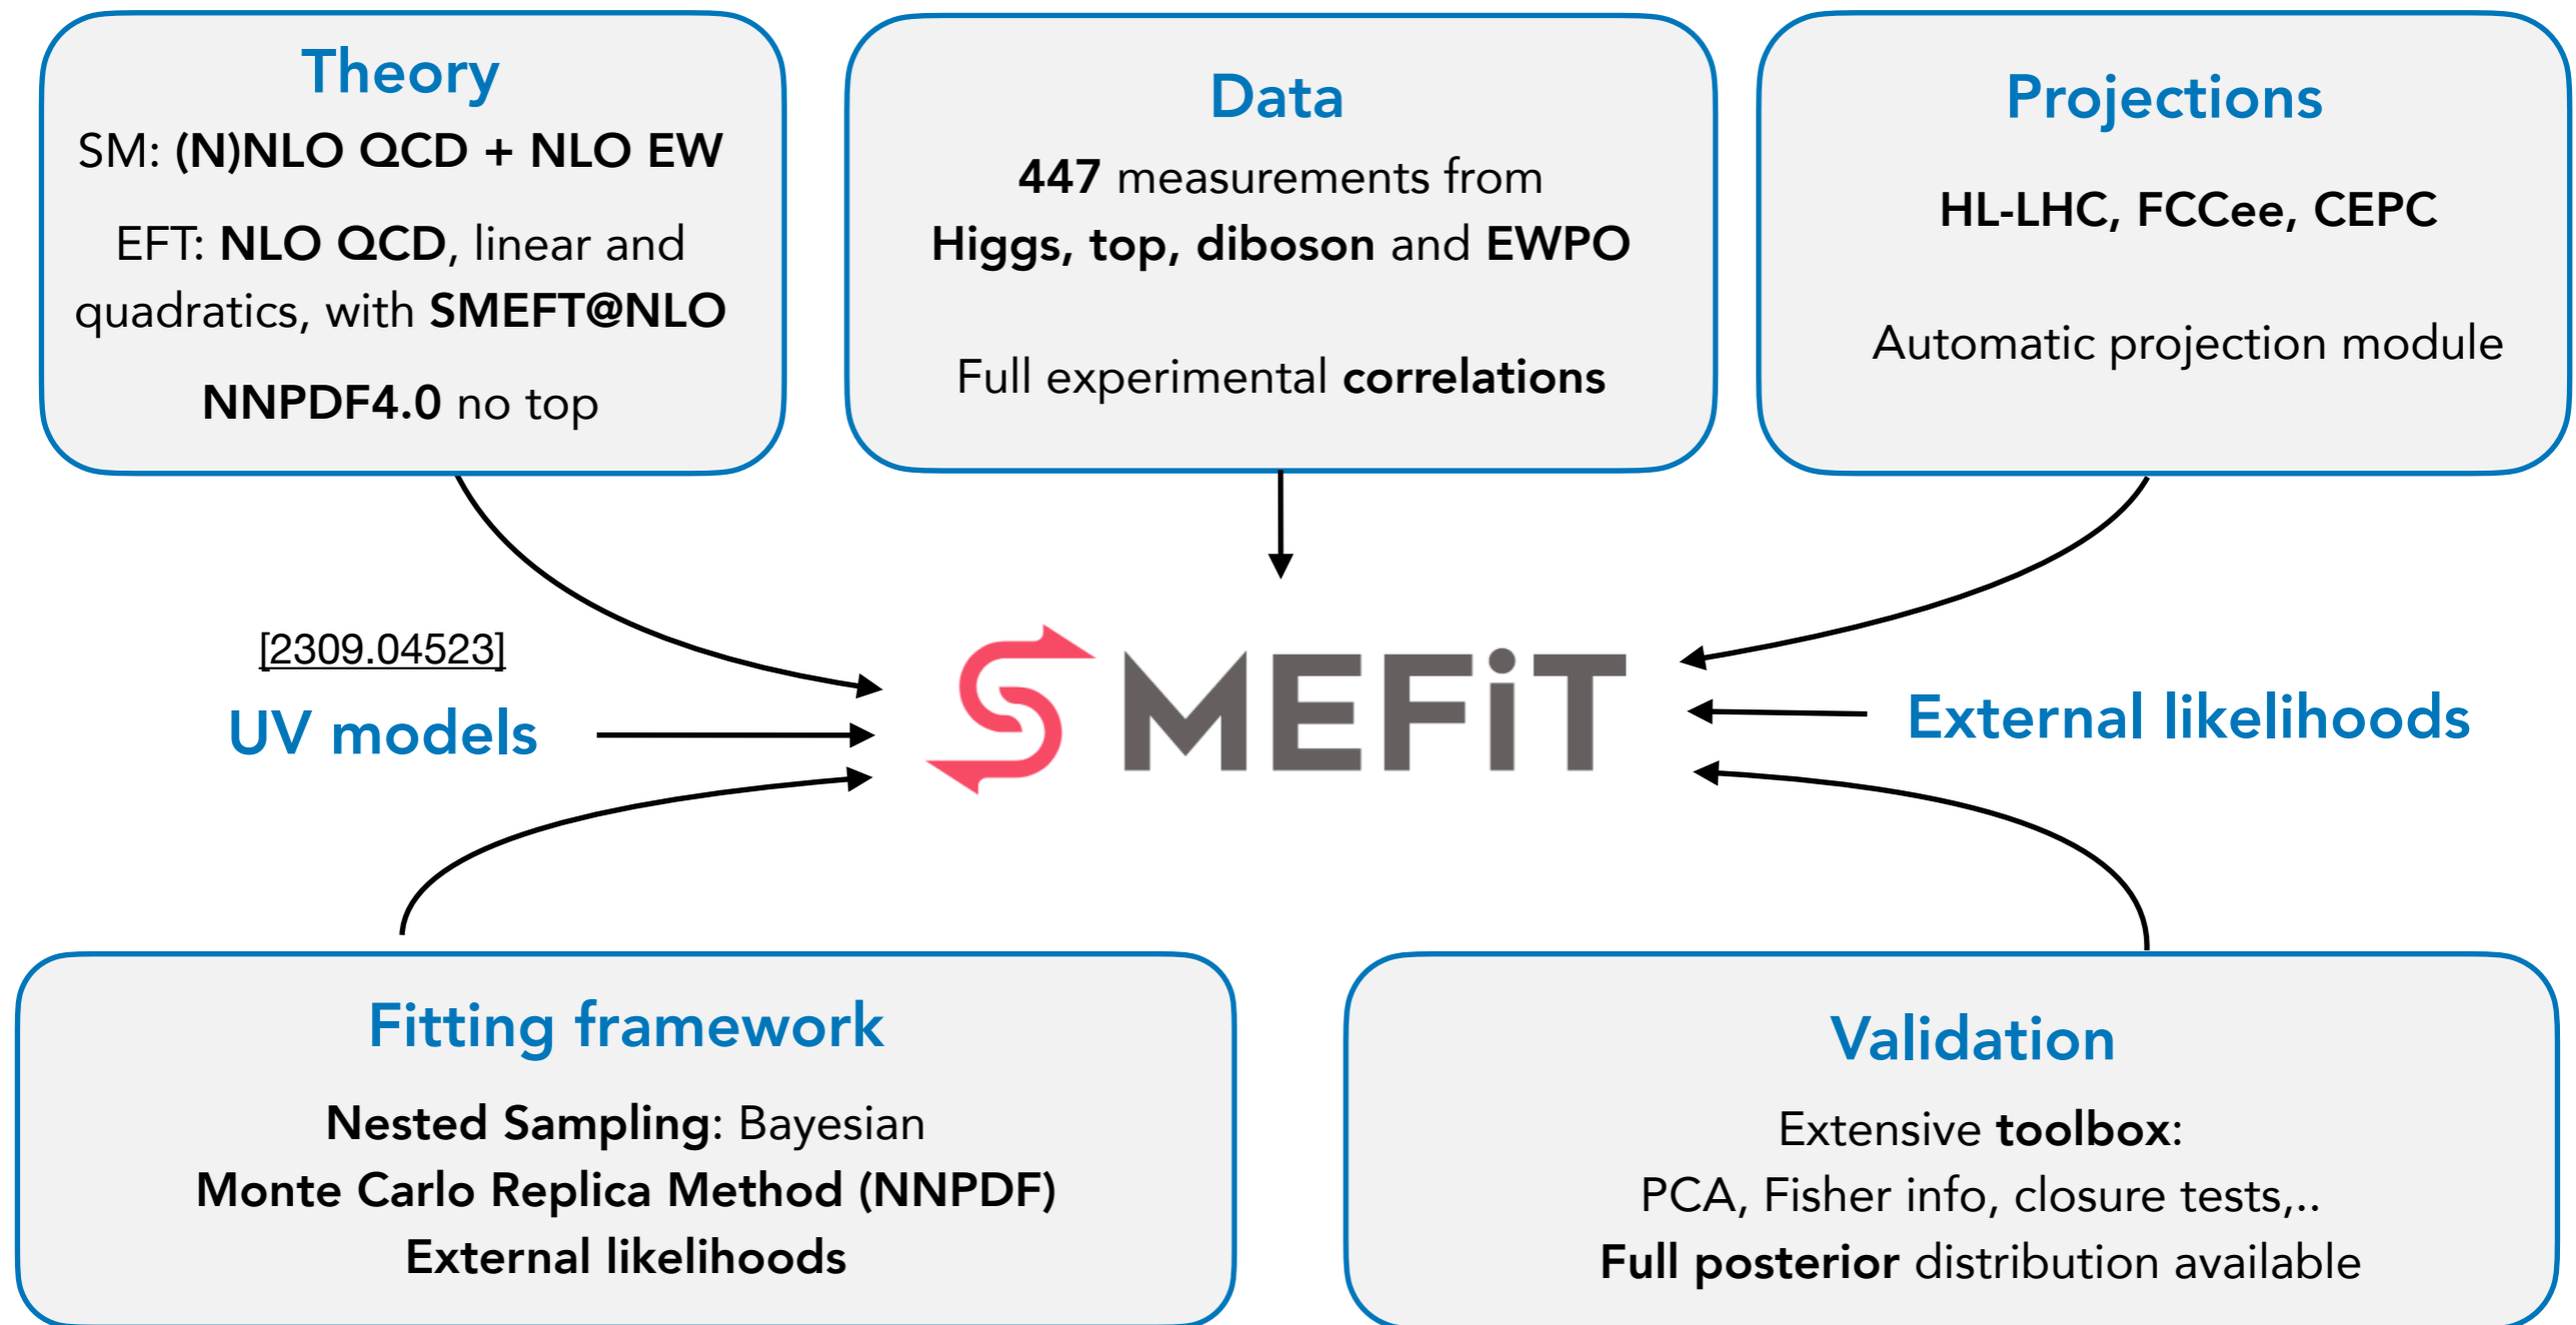 Theory
SM: (N)NLO QCD + NLO EW
EFT: NLO QCD, linear and
quadratics, with SMEFT@NLO
NNPDF4.0 no top
Data
447 measurements from
Higgs, top, diboson and EWPO
Full experimental correlations
Projections
HL-LHC, FCCee, CEPC
Automatic projection module
[2309.04523]
UV models
SMEFiT
External likelihoods
Fitting framework
Nested Sampling: Bayesian
Monte Carlo Replica Method (NNPDF)
External likelihoods
Validation
Extensive toolbox:
PCA, Fisher info, closure tests,..
Full posterior distribution available